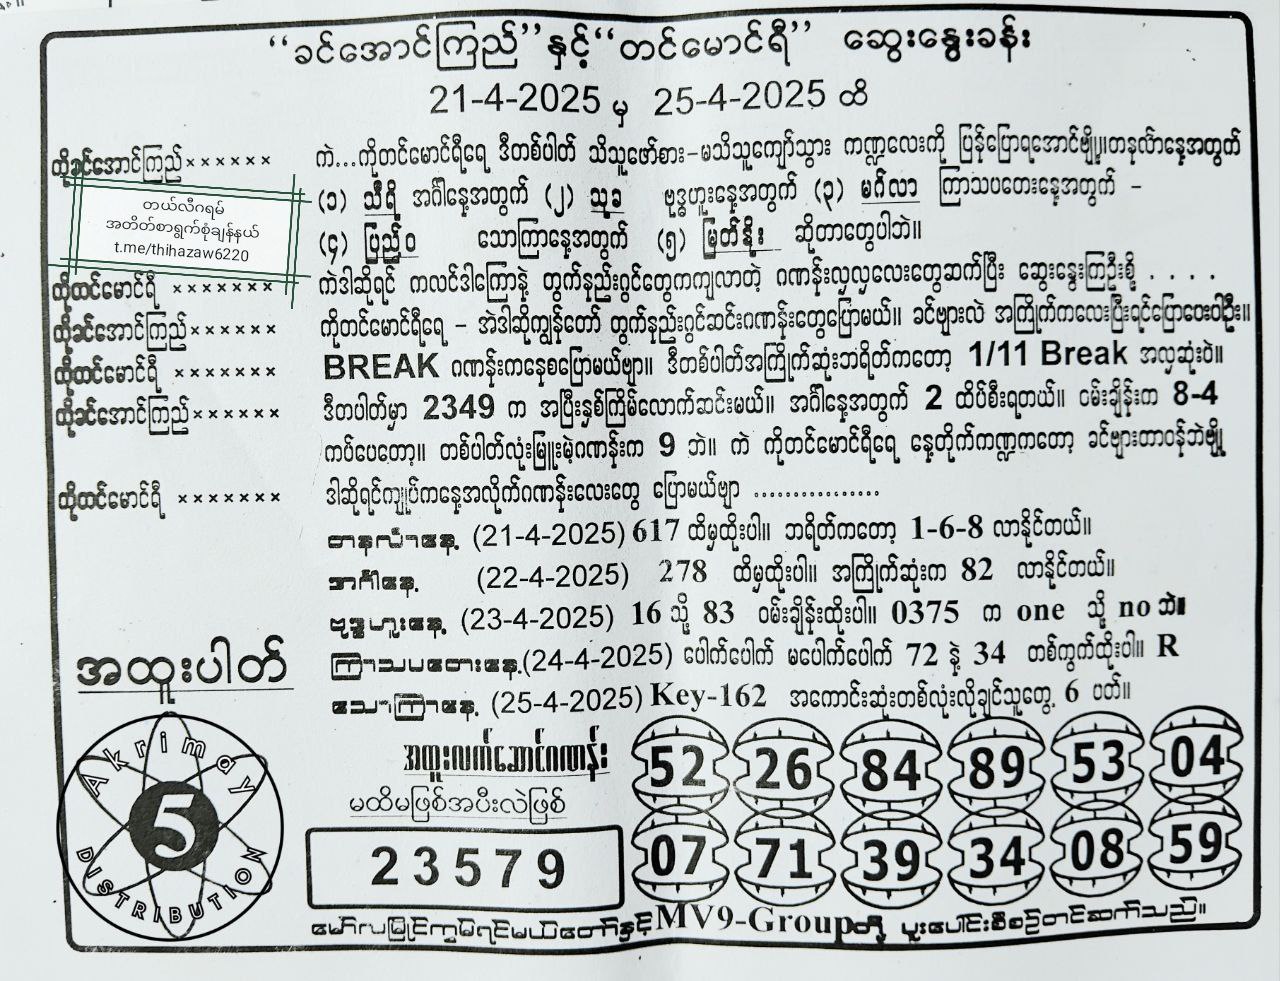 “ခင်အောင်ကြည်”နှင့်“တင်မောင်ရီ” ဆွေးနွေးခန်း
21-4-2025 မှ 25-4-2025 ထိ
ကိုခင်အောင်ကြည်×××××× ကဲ...ကိုတင်မောင်ရီရေ ဒီတစ်ပါတ် သိသူဖော်စား-မသိသူကျော်သွား ကဏ္ဍလေးကို ပြန်ပြောရအောင်ဗျို့။တနင်္လာနေ့အတွက်
(၁) သီရိ အင်္ဂါနေ့အတွက် (၂) သုခ ဗုဒ္ဓဟူးနေ့အတွက် (၃) မင်္ဂလာ ကြာသပတေးနေ့အတွက် -
တယ်လီဂရမ်
အတိတ်စာရွက်စုံချန်နယ်
t.me/thihazaw6220
(၄) ပြည့်ဝ သောကြာနေ့အတွက် (၅) မြတ်နိုး ဆိုတာတွေပါဘဲ။
ကိုတင်မောင်ရီ ××××××× ကဲဒါဆိုရင် ကလင်ဒါကြောနဲ့ တွက်နည်းဂွင်တွေကကျလာတဲ့ ဂဏန်းလှလှလေးတွေဆက်ပြီး ဆွေးနွေးကြဦးစို့ . . . .
ကိုခင်အောင်ကြည်×××××× ကိုတင်မောင်ရီရေ - အဲဒါဆိုကျွန်တော် တွက်နည်းဂွင်ဆင်းဂဏန်းတွေပြောမယ်။ ခင်ဗျားလဲ အကြိုက်ကလေးပြီးရင်ပြောပေးပါဦး။
ကိုတင်မောင်ရီ ××××××× BREAK ဂဏန်းကနေစပြောမယ်ဗျာ။ ဒီတစ်ပါတ်အကြိုက်ဆုံးဘရိတ်ကတော့ 1/11 Break အလှဆုံးပဲ။
ကိုခင်အောင်ကြည်×××××× ဒီတပါတ်မှာ 2349 က အပြီးနှစ်ကြိမ်လောက်ဆင်းမယ်။ အင်္ဂါနေ့အတွက် 2 ထိပ်စီးရတယ်။ ဝမ်းချိန်းက 8-4
ကပ်ပေတော့။ တစ်ပါတ်လုံးမြူးမဲ့ဂဏန်းက 9 ဘဲ။ ကဲ ကိုတင်မောင်ရီရေ နေ့တိုက်ကဏ္ဍကတော့ ခင်ဗျားတာဝန်ဘဲဗျို့
ကိုတင်မောင်ရီ ××××××× ဒါဆိုရင်ကျုပ်ကနေ့အလိုက်ဂဏန်းလေးတွေ ပြောမယ်ဗျာ ................
တနင်္လာနေ့ (21-4-2025) 617 ထိမှထိုးပါ။ ဘရိတ်ကတော့ 1-6-8 လာနိုင်တယ်။
အင်္ဂါနေ့ (22-4-2025) 278 ထိမှထိုးပါ။ အကြိုက်ဆုံးက 82 လာနိုင်တယ်။
ဗုဒ္ဓဟူးနေ့ (23-4-2025) 16 သို့ 83 ဝမ်းချိန်းထိုးပါ။ 0375 က one သို့ no ဘဲ။
ကြာသပတေးနေ့(24-4-2025) ပေါက်ပေါက် မပေါက်ပေါက် 72 နဲ့ 34 တစ်ကွက်ထိုးပါ။ R
သောကြာနေ့ (25-4-2025) Key-162 အကောင်းဆုံးတစ်လုံးလိုချင်သူတွေ့ 6 ပတ်။
အထူးပါတ်
Akrimay
5
DISTRIBUTION
အထူးလက်ဆောင်ဂဏန်း
မထိမဖြစ်အပီးလဲဖြစ်
23579
52 26 84 89 53 04
07 71 39 34 08 59
မော်လမြိုင်ကျွမ်ရင်မယ်တော်နှင့်MV9-Groupတို့ ပူးပေါင်းစီစဉ်တင်ဆက်သည်။